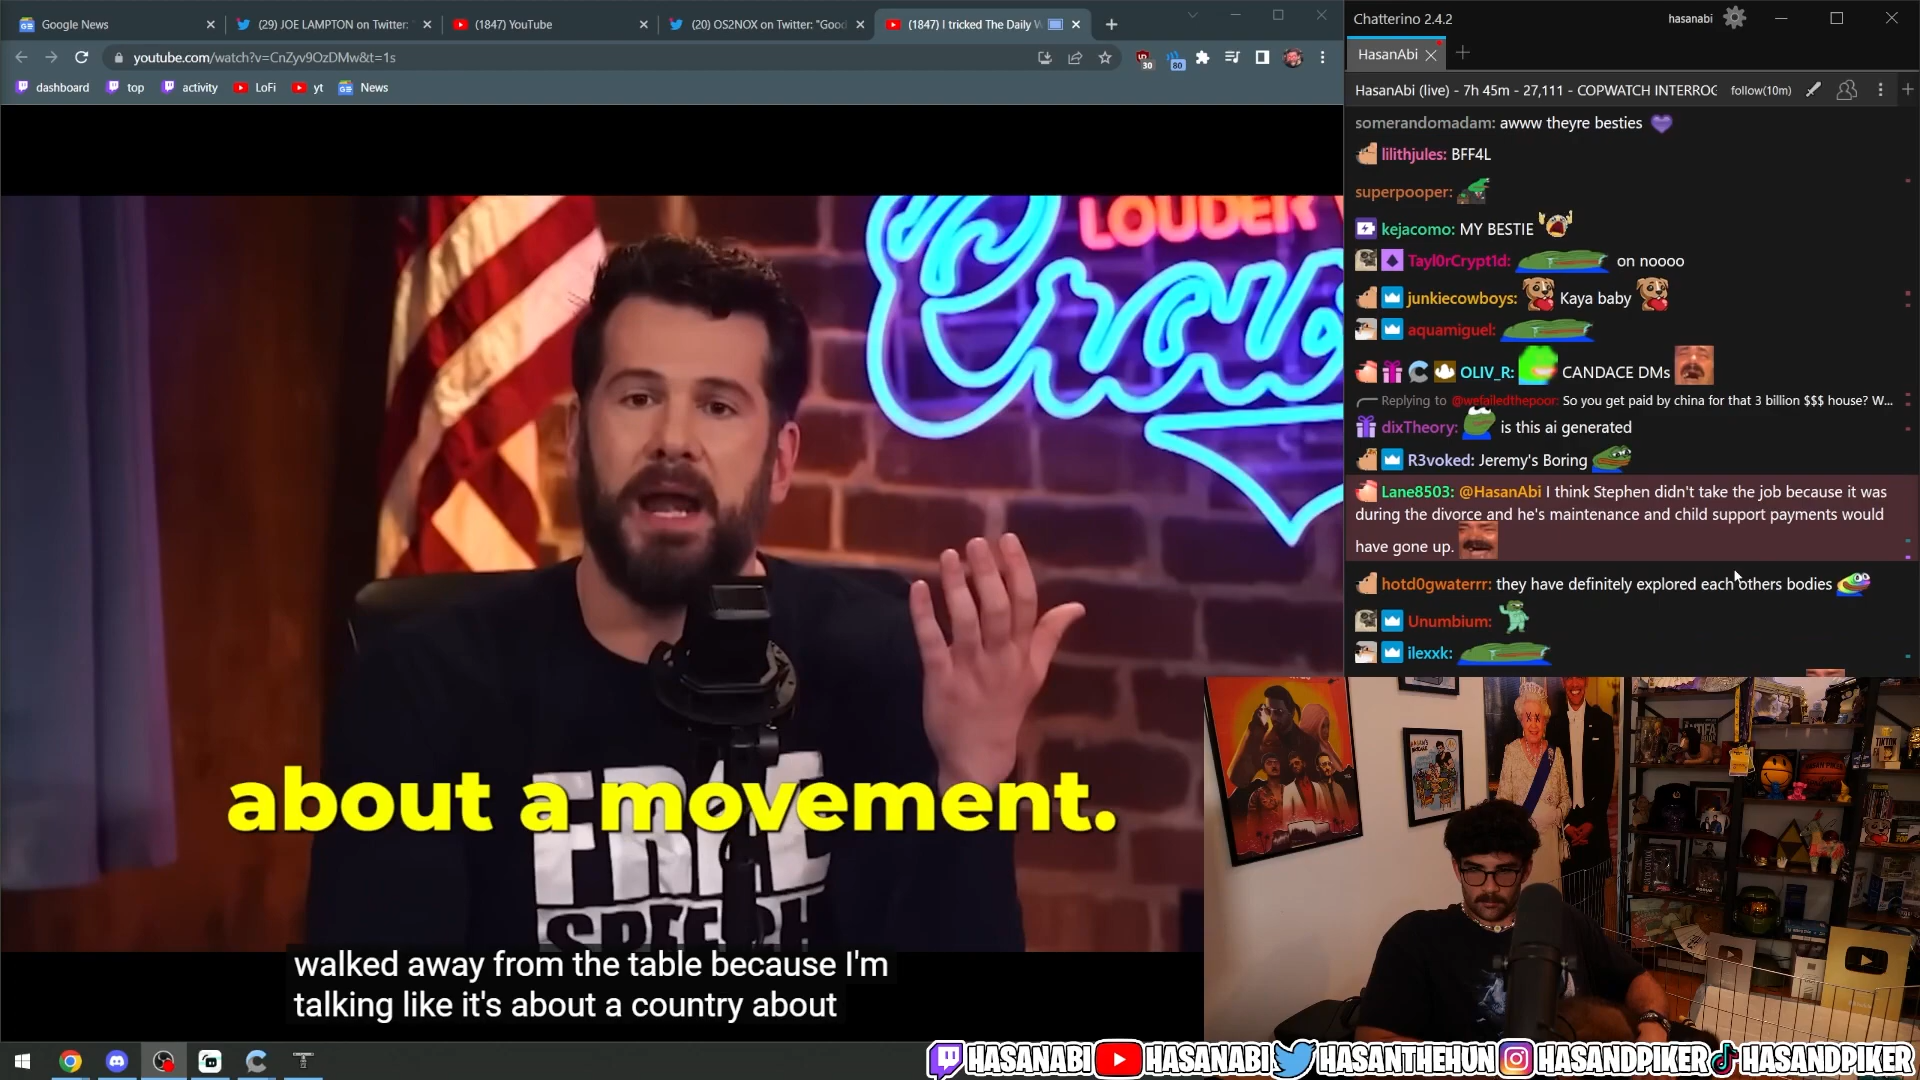 Google News
(29) JOE LAMPTON on Twitter:
(1847) YouTube
(20) OS2NOX on Twitter: "Good
(1847) I tricked The Daily W
youtube.com/watch?v=CnZyv9OzDMw&t=1s
30
80
dashboard
top
activity
LoFi
yt
News
LOUDER
about a movement.
FREE
SPEECH
walked away from the table because I'm
talking like it's about a country about
Chatterino 2.4.2
hasanabi
HasanAbi
HasanAbi (live) - 7h 45m - 27,111 - COPWATCH INTERROG
follow(10m)
somerandomadam: awww theyre besties
lilithjules: BFF4L
superpooper:
kejacomo: MY BESTIE
Tayl0rCrypt1d: on noooo
junkiecowboys: Kaya baby
aquamiguel:
OLIV_R: CANDACE DMs
Replying to @wefailedthepoor: So you get paid by china for that 3 billion $$$ house? W...
dixTheory: is this ai generated
R3voked: Jeremy's Boring
Lane8503: @HasanAbi I think Stephen didn't take the job because it was
during the divorce and he's maintenance and child support payments would
have gone up.
hotd0gwaterrr: they have definitely explored each others bodies
Unumbium:
ilexxk:
HASANABI
HASANABI
HASANTHEHUN
HASANDPIKER
HASANDPIKER